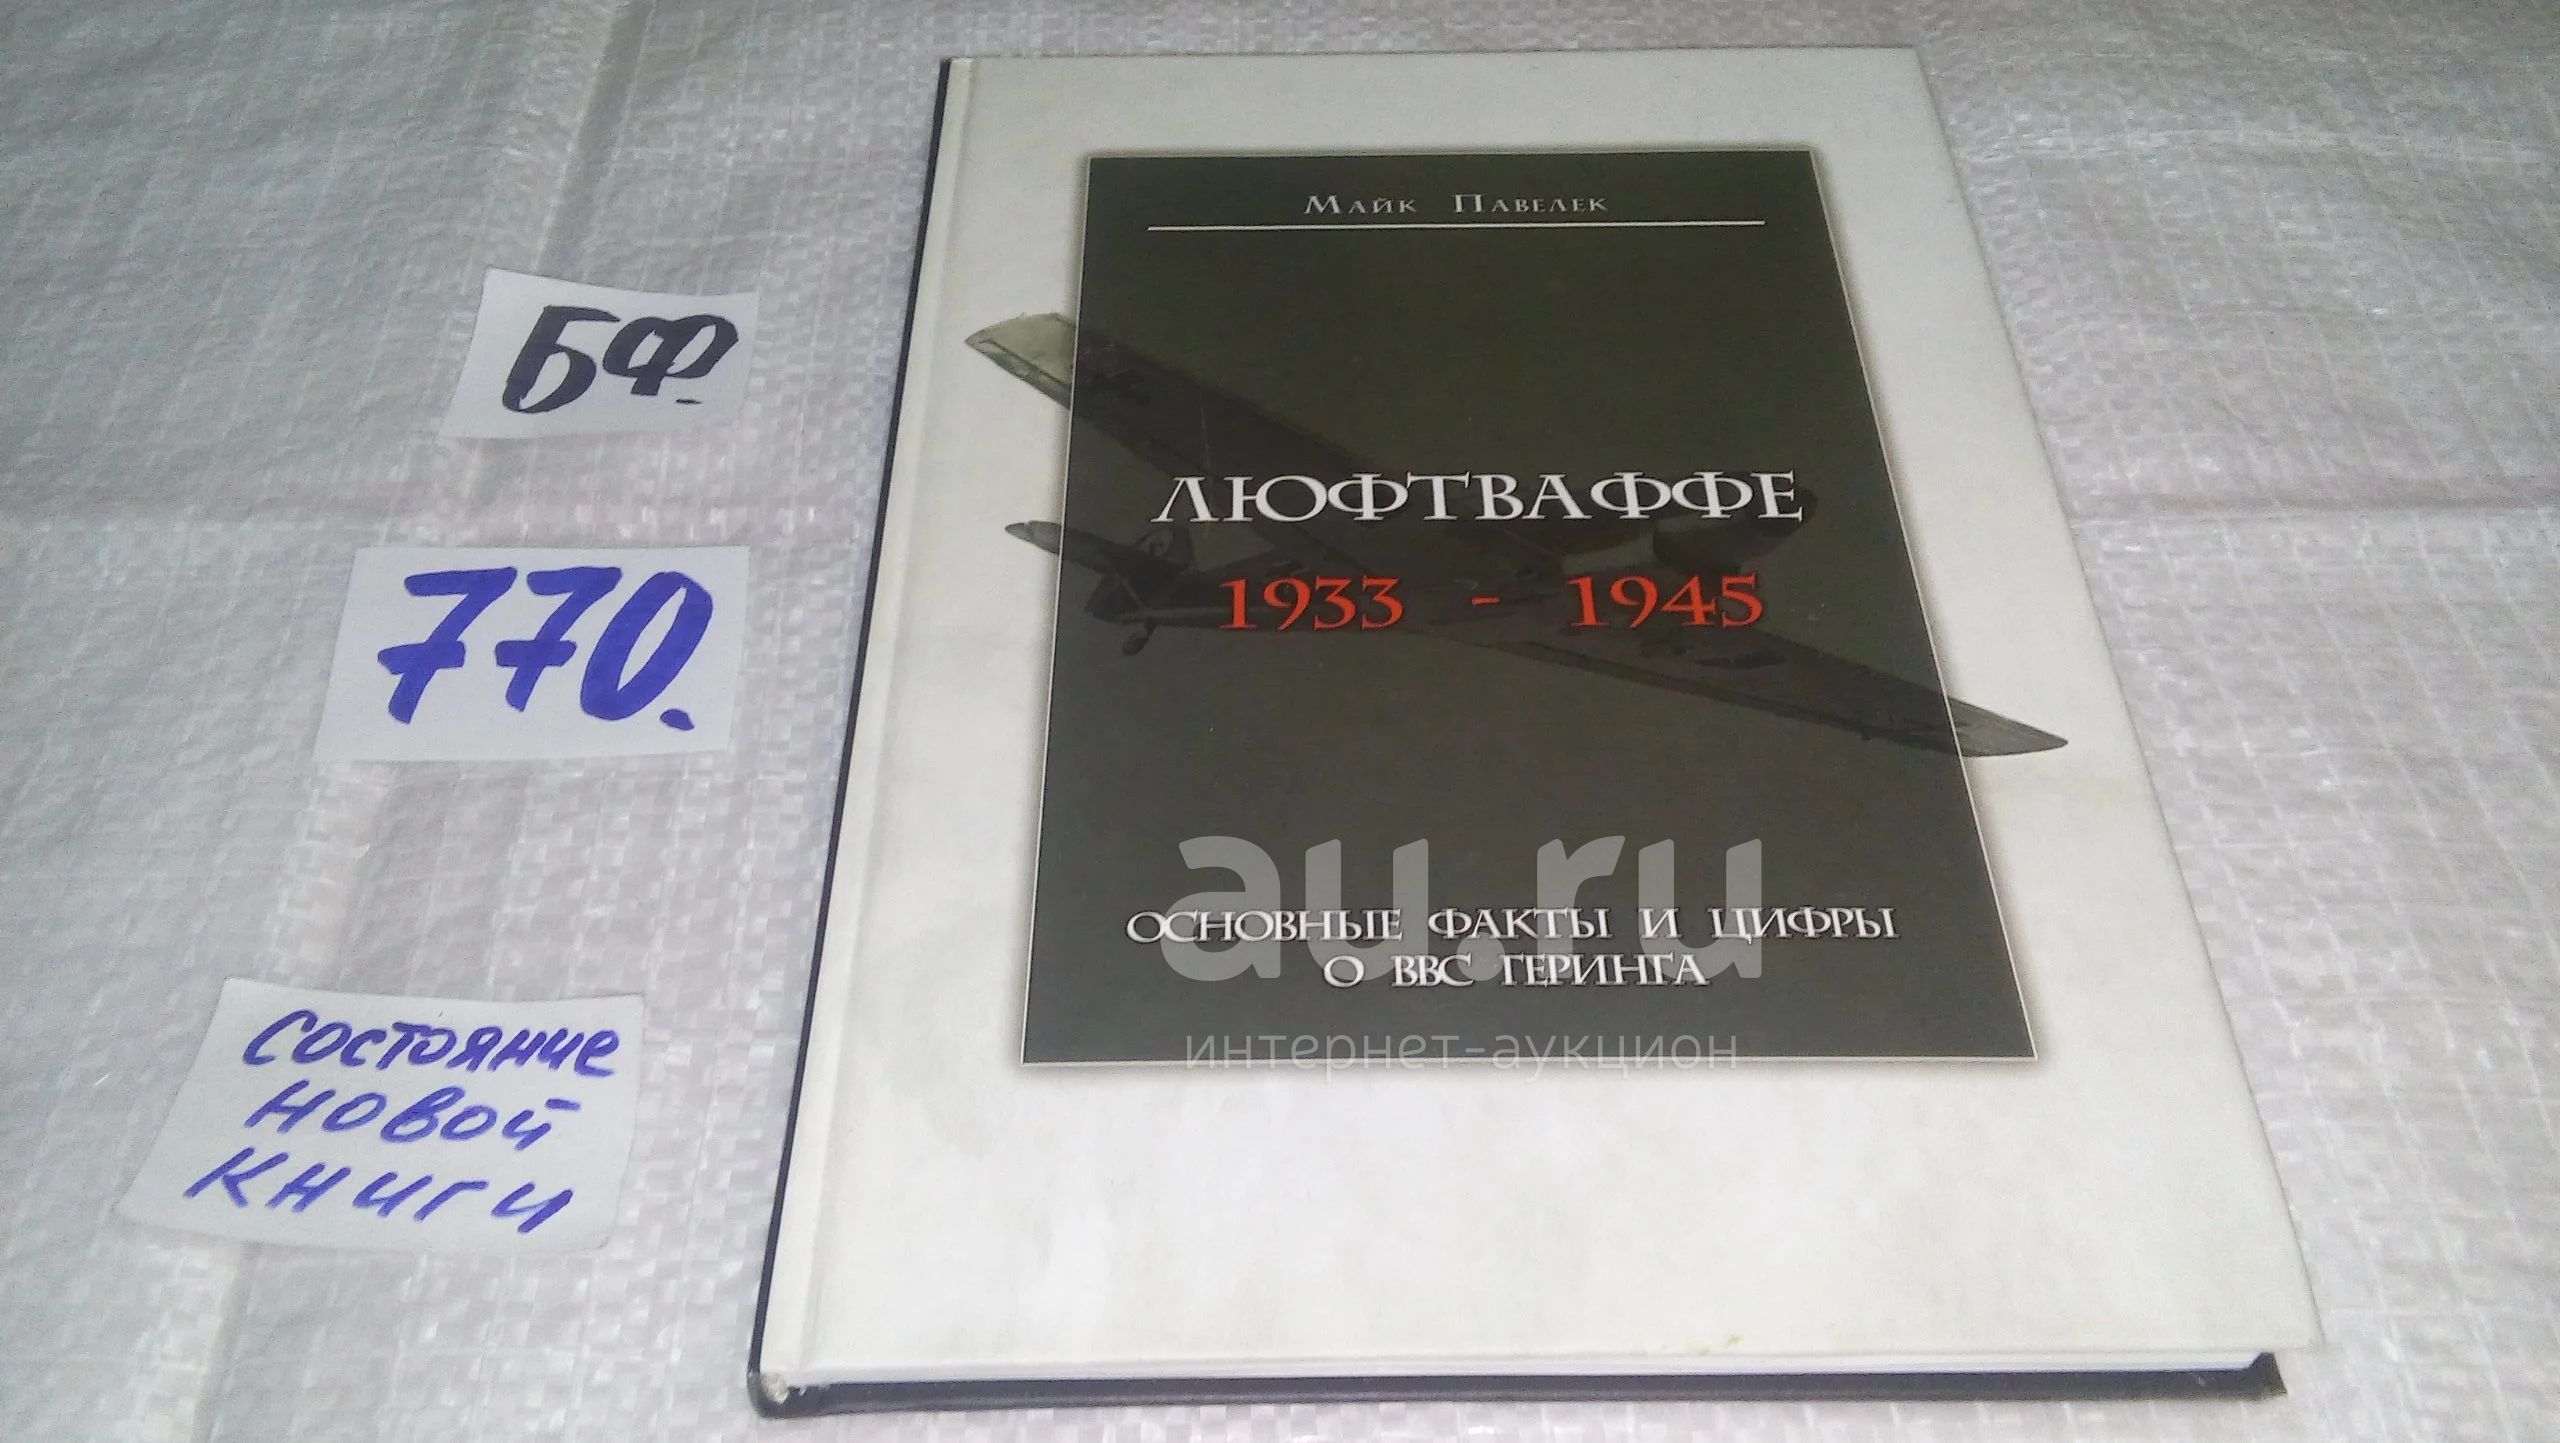 БФ.
770.
СОСТОЯНИЕ
НОВОЙ
КНИГИ
МАЙК ПАВЕЛЕК
ЛЮФТВАФФЕ
1933 - 1945
ОСНОВНЫЕ ФАКТЫ И ЦИФРЫ
О ВВС ГЕРИНГА
au.ru
интернет-аукцион